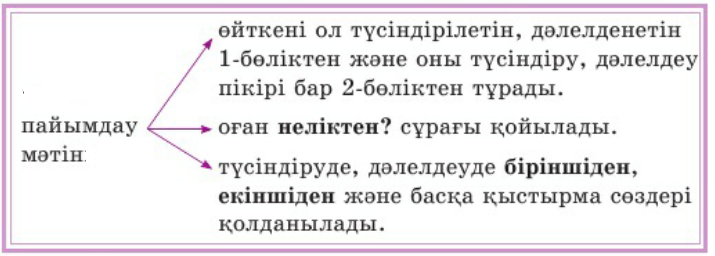 өйткені ол түсіндірілетін, дәлелденетін
1-бөліктен және оны түсіндіру, дәлелдеу
пікірі бар 2-бөліктен тұрады.
пайымдау
мәтін
оған неліктен? сұрағы қойылады.
түсіндіруде, дәлелдеуде біріншіден,
екіншіден және басқа қыстырма сөздері
қолданылады.